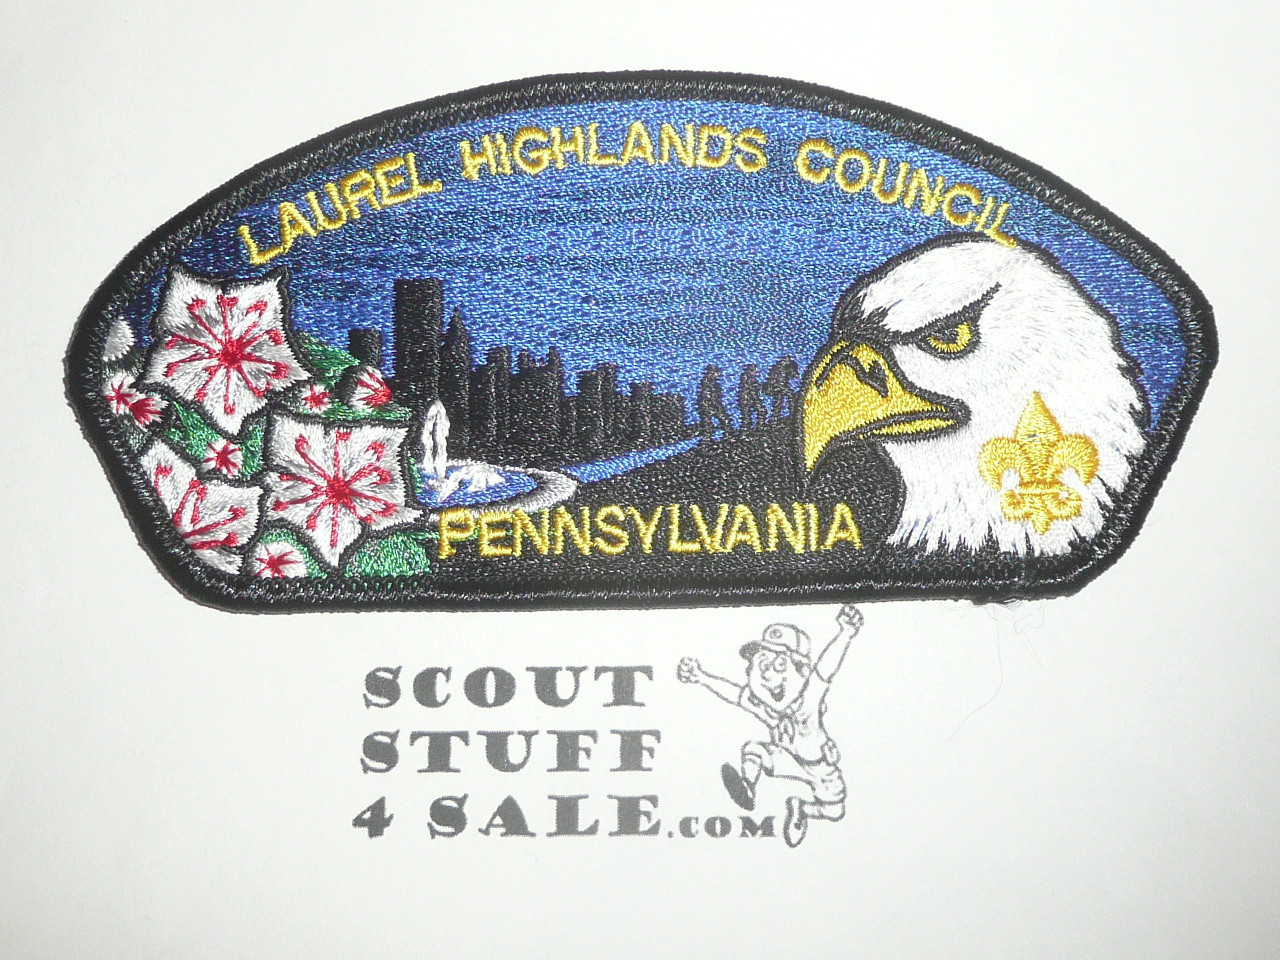 LAUREL HIGHLANDS COUNCIL
PENNSYLVANIA
SCOUT
STUFF
4 SALE.COM